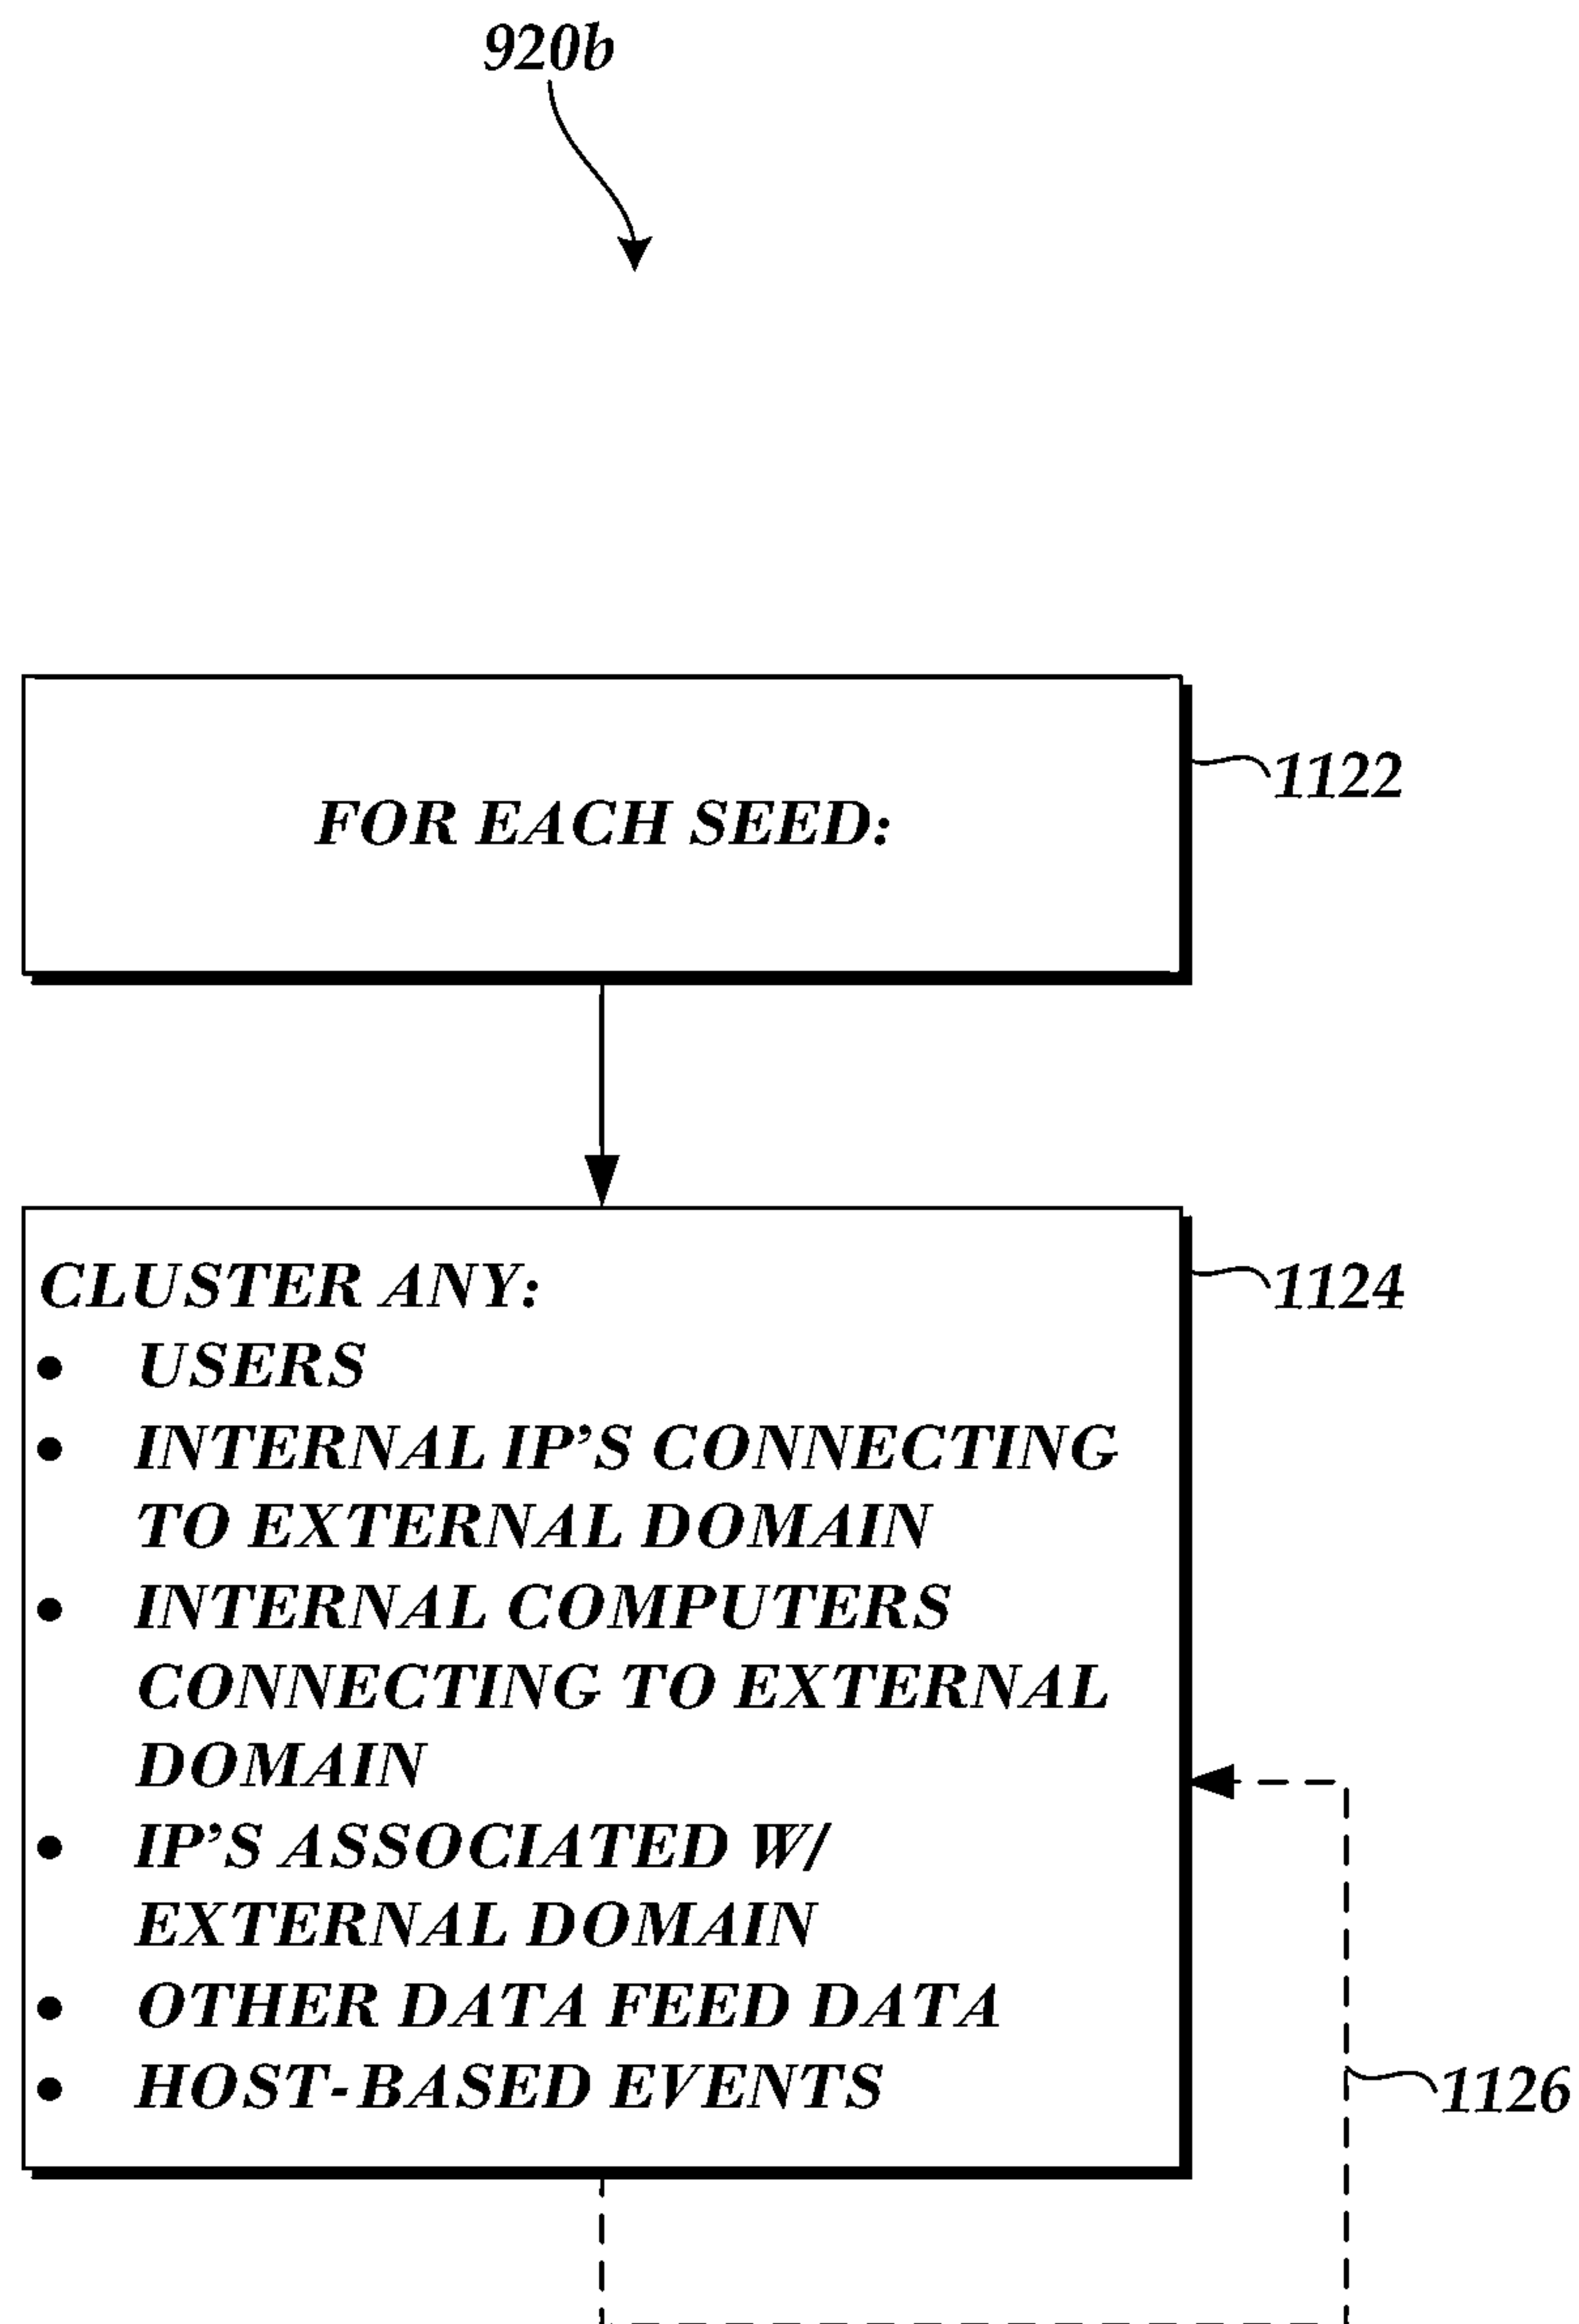 920b
FOR EACH SEED:
1122
CLUSTER ANY:
1124
• USERS
• INTERNAL IP’S CONNECTING
TO EXTERNAL DOMAIN
• INTERNAL COMPUTERS
CONNECTING TO EXTERNAL
DOMAIN
• IP’S ASSOCIATED W/
EXTERNAL DOMAIN
• OTHER DATA FEED DATA
• HOST-BASED EVENTS
1126